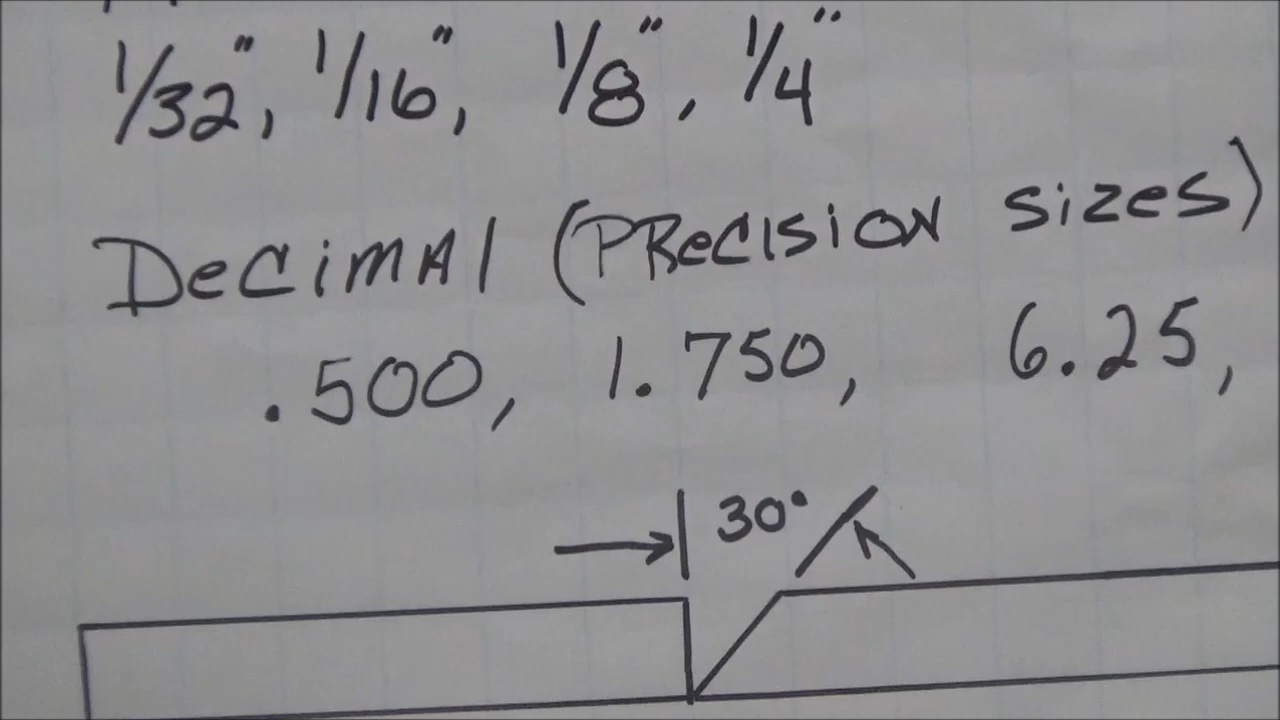 1/32", 1/16", 1/8", 1/4"
DeCiMAl (PRecisioN sizes)
.500, 1.750, 6.25,
30°